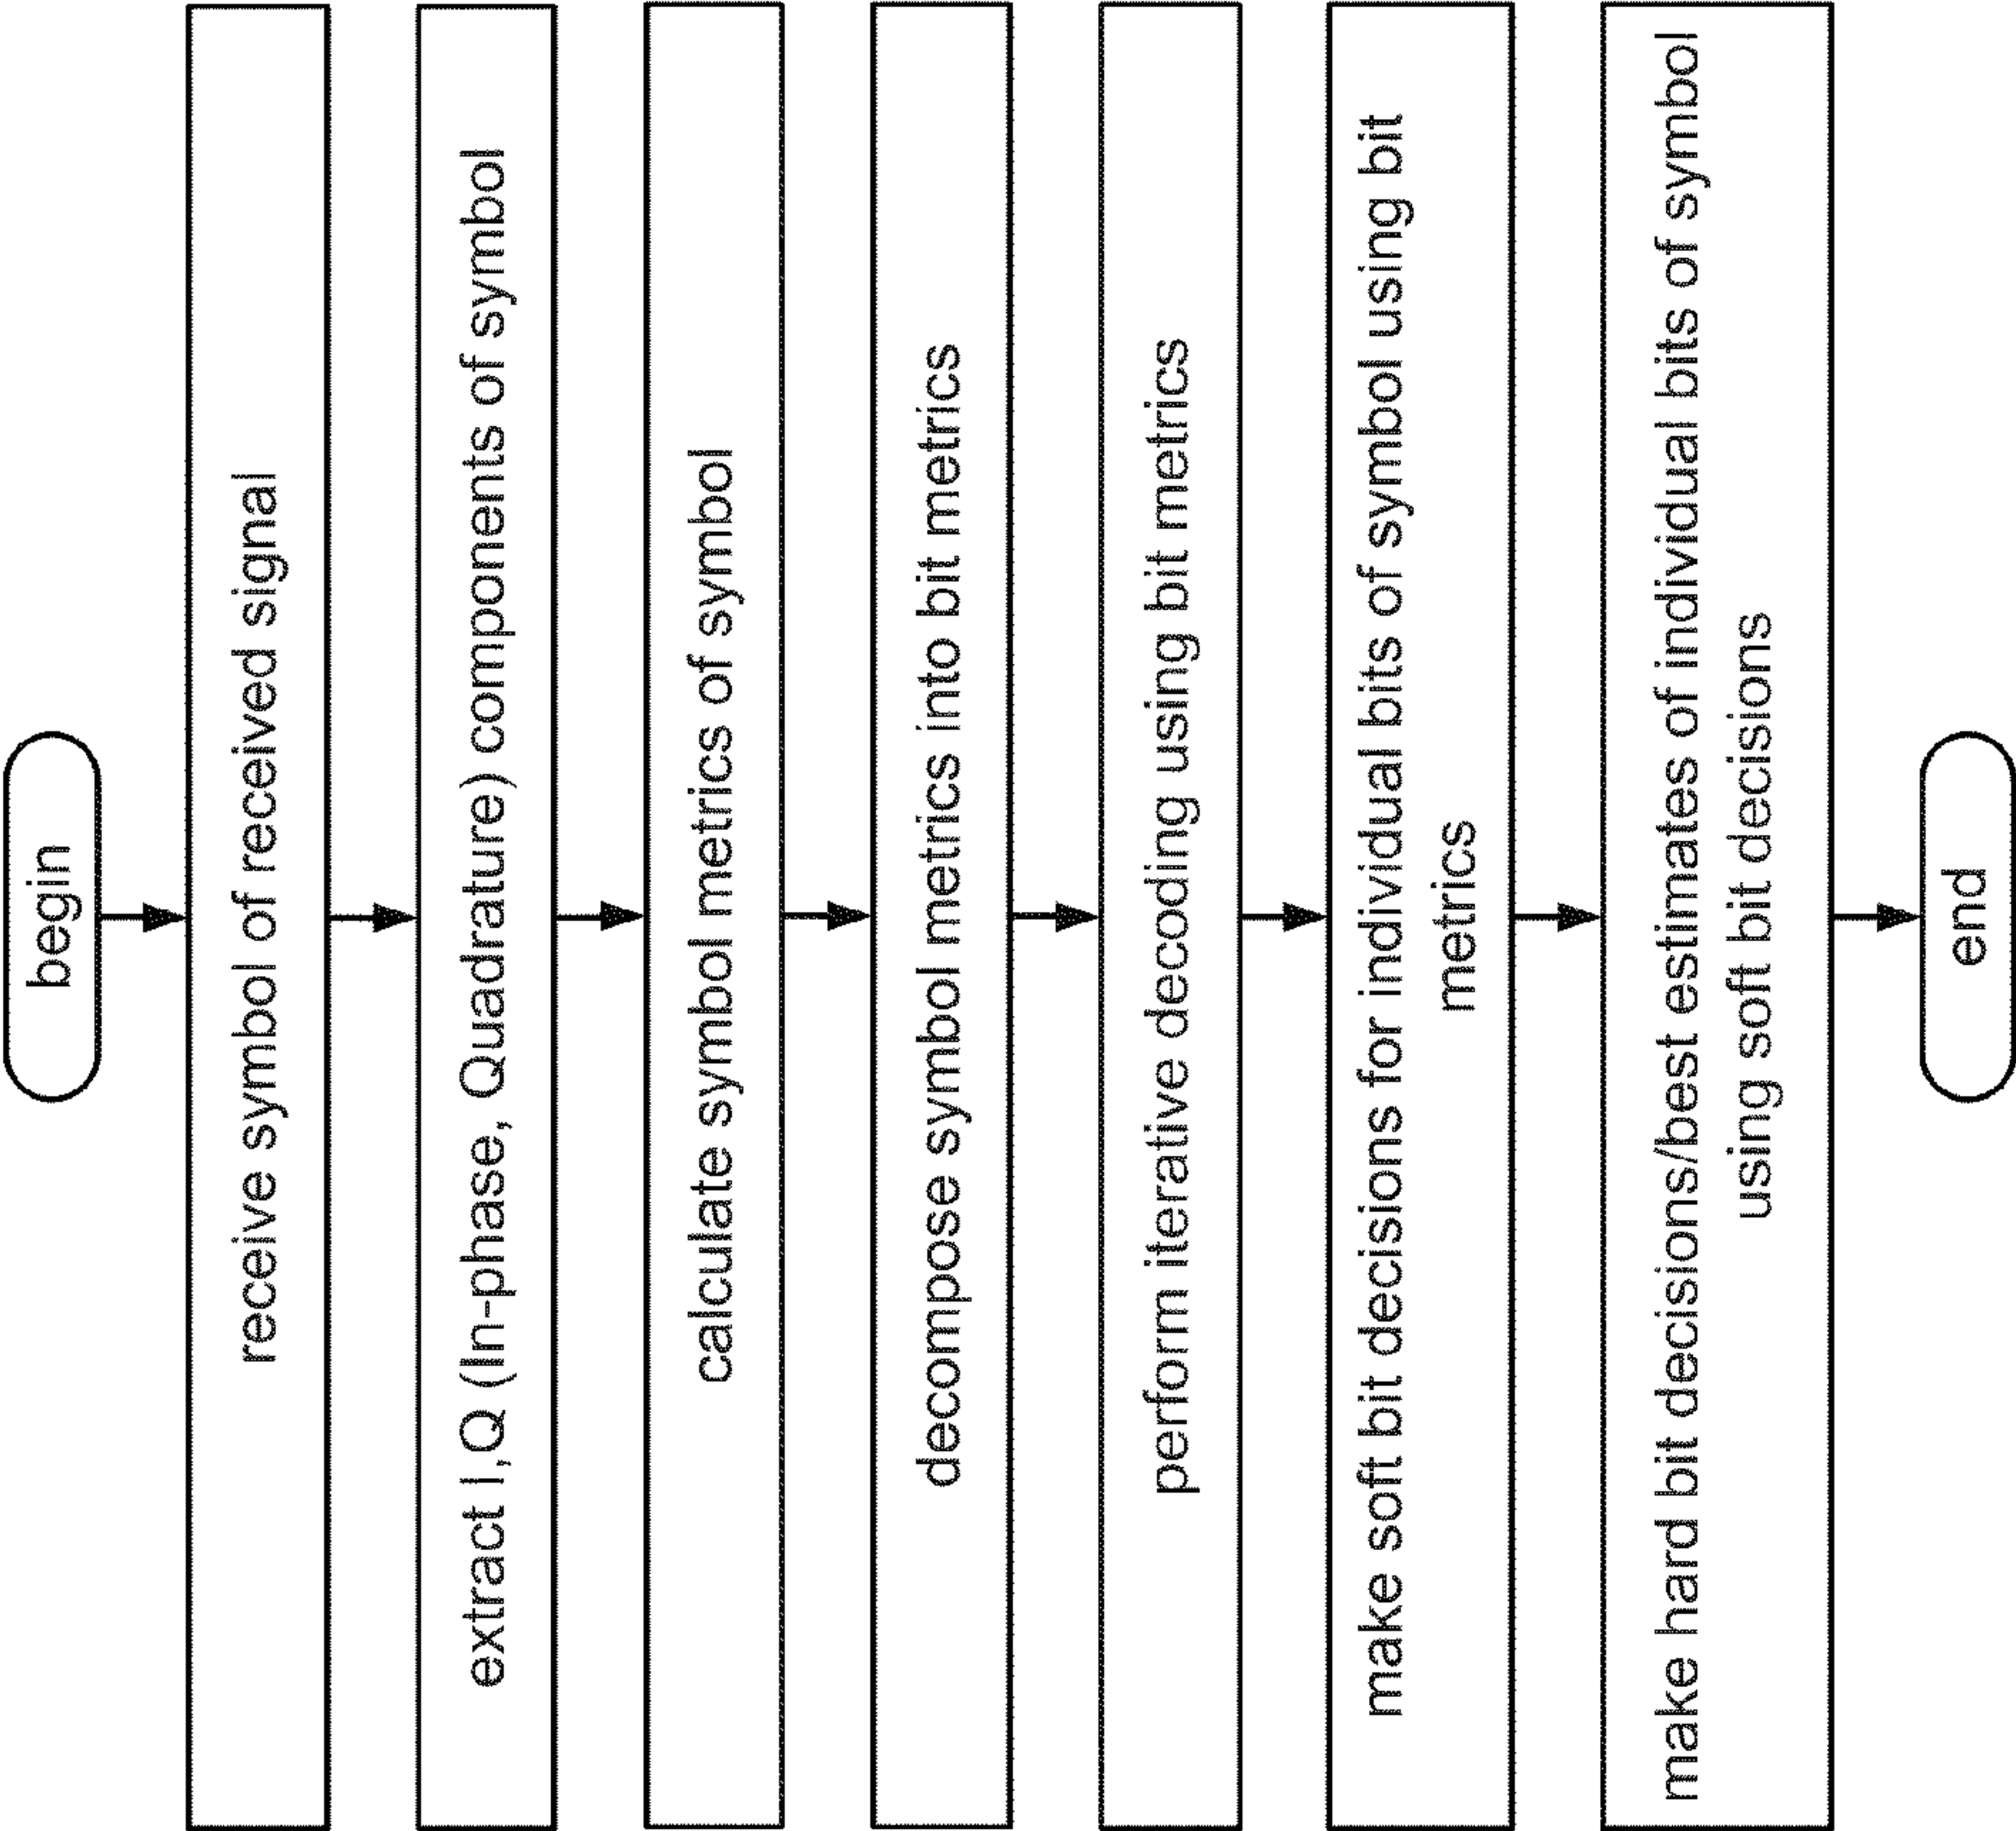 begin
receive symbol of received signal
extract I,Q (In-phase, Quadrature) components of symbol
calculate symbol metrics of symbol
decompose symbol metrics into bit metrics
perform iterative decoding using bit metrics
make soft bit decisions for individual bits of symbol using bit
metrics
make hard bit decisions/best estimates of individual bits of symbol
using soft bit decisions
end